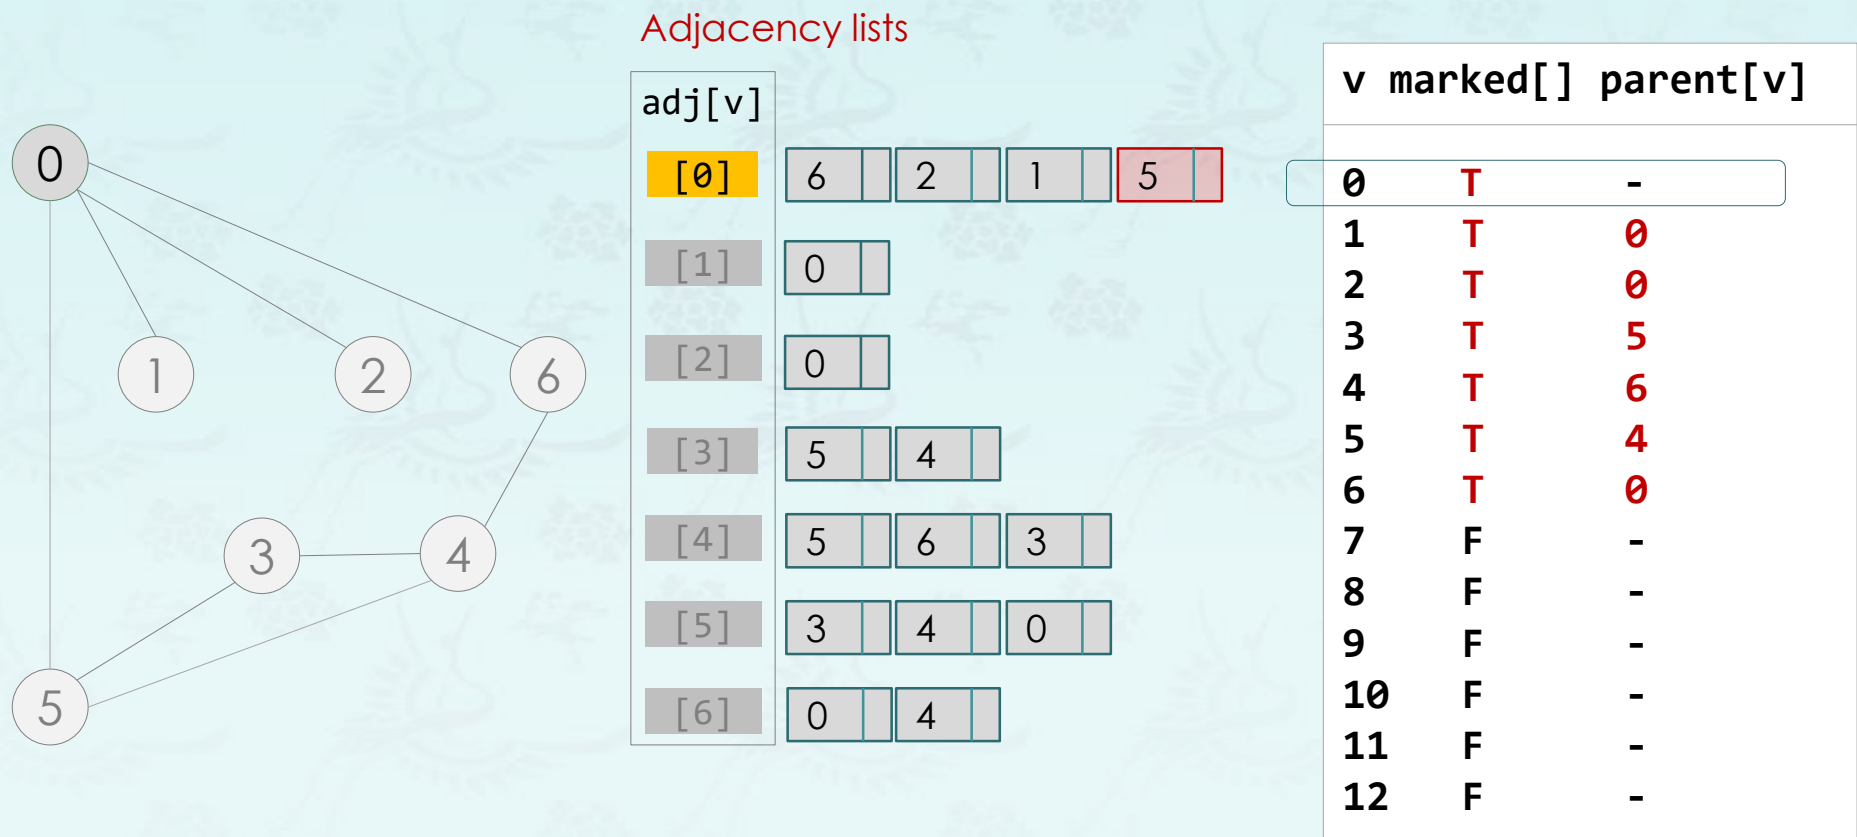 Adjacency lists
adj[v]
[0] 6 2 1 5
[1] 0
[2] 0
[3] 5 4
[4] 5 6 3
[5] 3 4 0
[6] 0 4
0
1 2 6
3 4
5
v marked[] parent[v]
0 T -
1 T 0
2 T 0
3 T 5
4 T 6
5 T 4
6 T 0
7 F -
8 F -
9 F -
10 F -
11 F -
12 F -